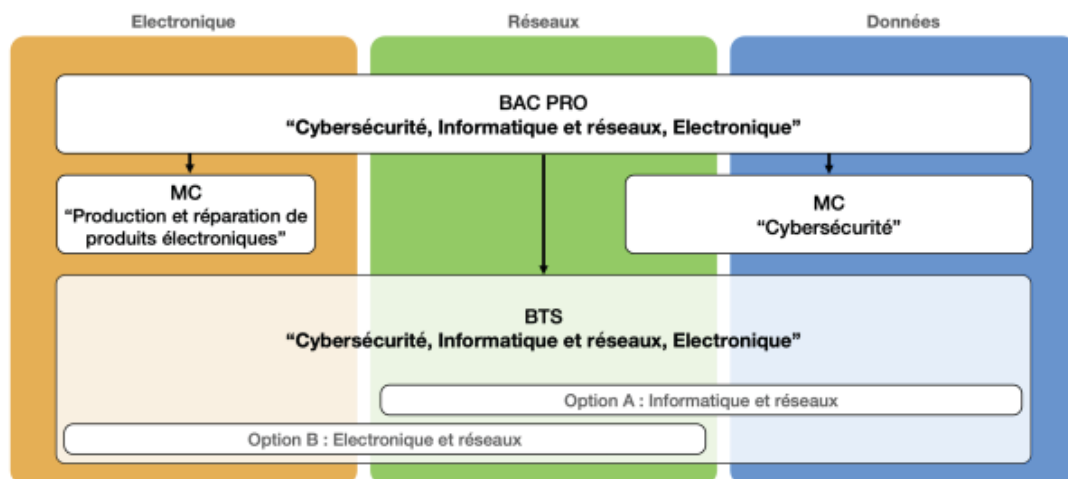 Electronique
Réseaux
Données
BAC PRO
“Cybersécurité, Informatique et réseaux, Electronique”
MC
“Production et réparation de
produits électroniques”
MC
“Cybersécurité”
BTS
“Cybersécurité, Informatique et réseaux, Electronique”
Option A : Informatique et réseaux
Option B : Electronique et réseaux